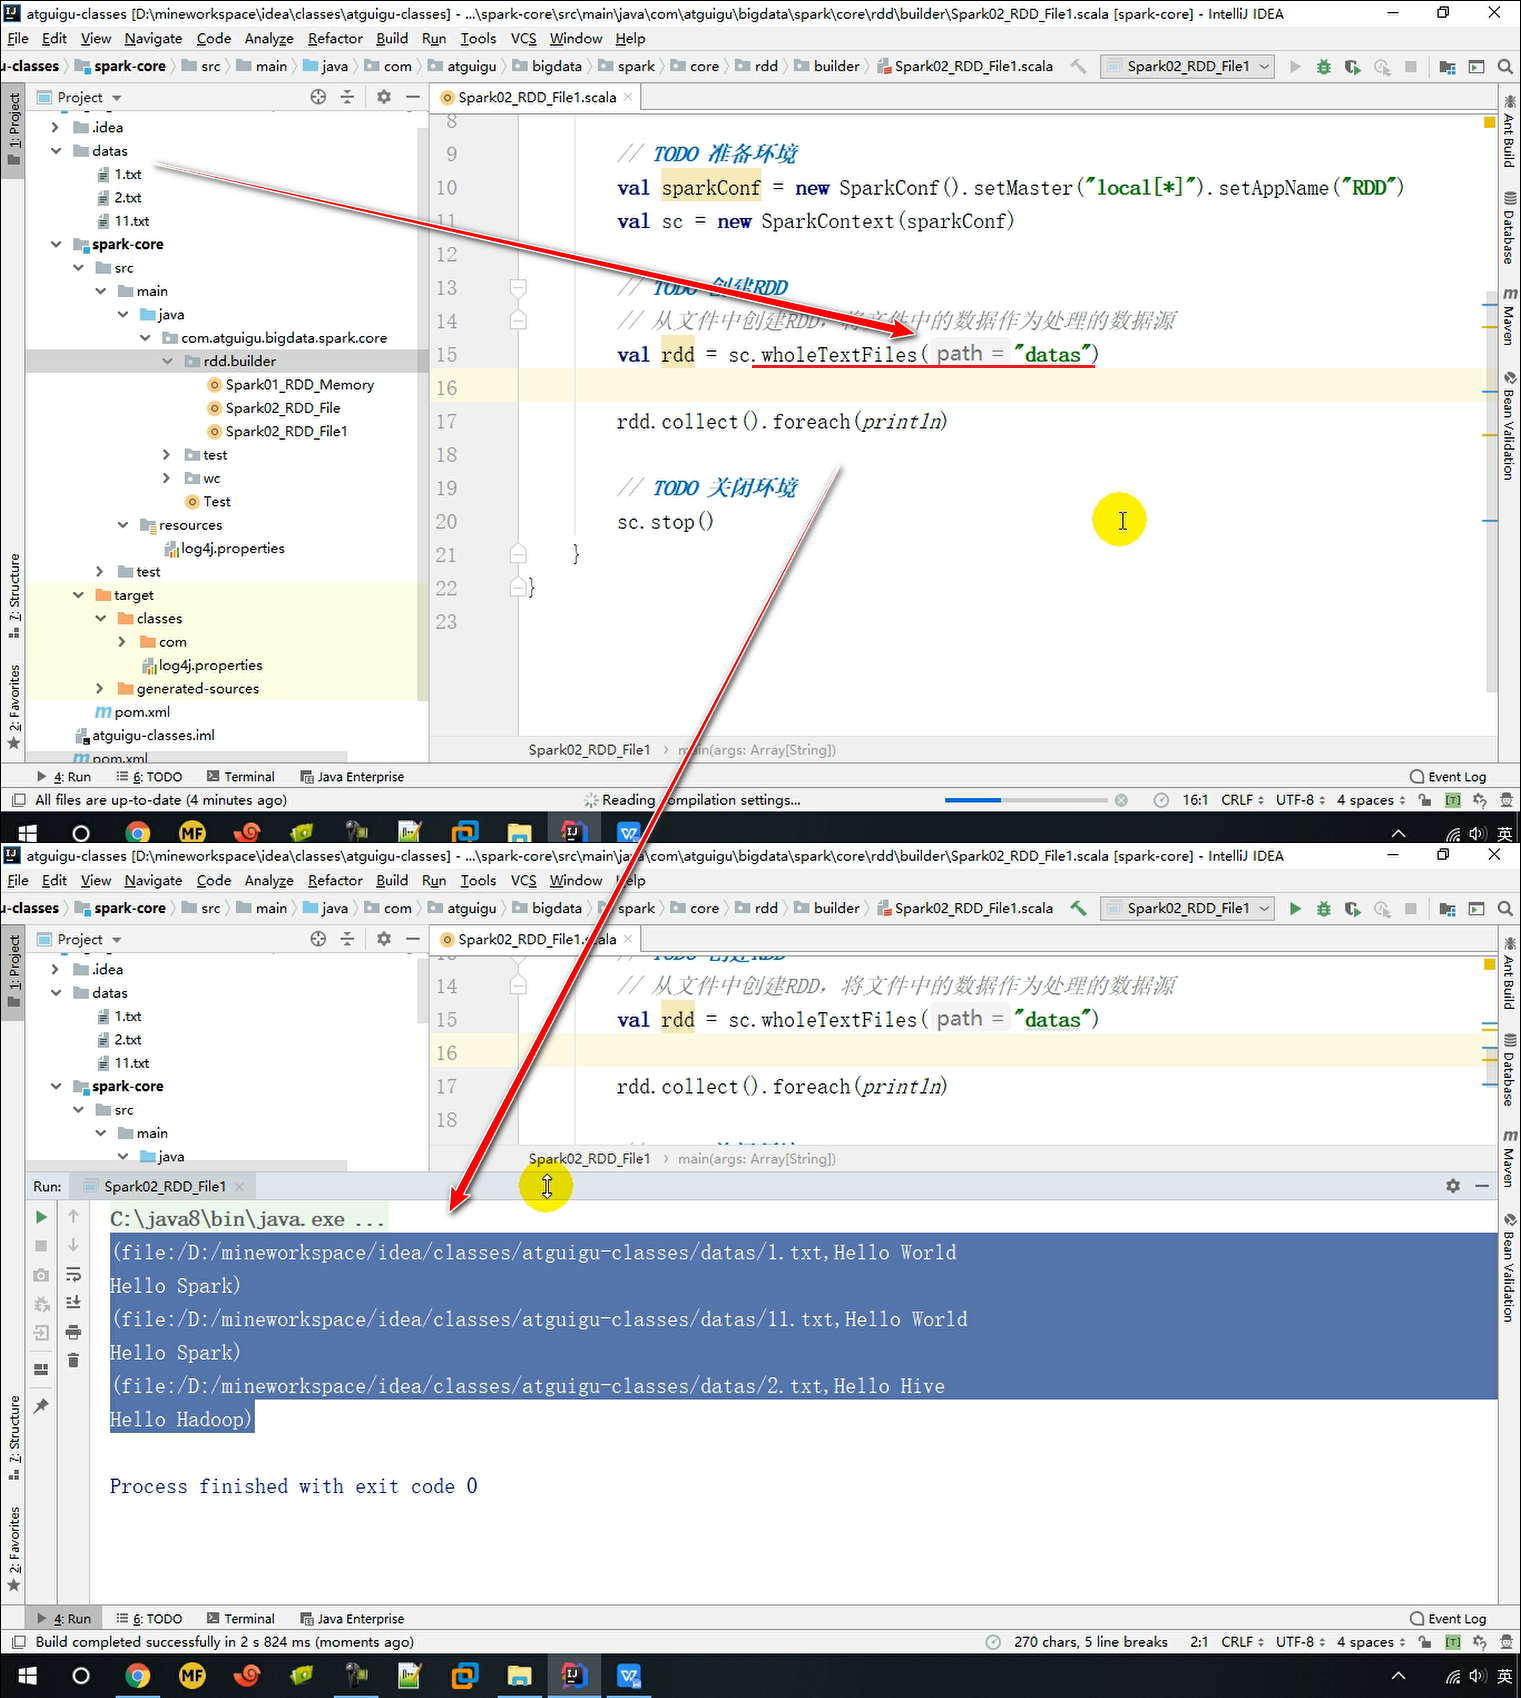 atguigu-classes [D:\mineworkspace\idea\classes\atguigu-classes] - ...\spark-core\src\main\java\com\atguigu\bigdata\spark\core\rdd\builder\Spark02_RDD_File1.scala [spark-core] - IntelliJ IDEA
File Edit View Navigate Code Analyze Refactor Build Run Tools VCS Window Help
u-classes spark-core src main java com atguigu bigdata spark core rdd builder Spark02_RDD_File1.scala Spark02_RDD_File1
Project
Spark02_RDD_File1.scala
1: Project
7: Structure
2: Favorites
.idea
datas
1.txt
2.txt
11.txt
spark-core
src
main
java
com.atguigu.bigdata.spark.core
rdd.builder
Spark01_RDD_Memory
Spark02_RDD_File
Spark02_RDD_File1
test
wc
Test
resources
log4j.properties
test
target
classes
com
log4j.properties
generated-sources
pom.xml
atguigu-classes.iml
pom.xml
8
9 // TODO 准备环境
10 val sparkConf = new SparkConf().setMaster("local[*]").setAppName("RDD")
11 val sc = new SparkContext(sparkConf)
12
13 // TODO 创建RDD
14 // 从文件中创建RDD，将文件中的数据作为处理的数据源
15 val rdd = sc.wholeTextFiles( path = "datas")
16
17 rdd.collect().foreach(println)
18
19 // TODO 关闭环境
20 sc.stop()
21 }
22 }
23
Spark02_RDD_File1 main(args: Array[String])
Ant Build
Database
Maven
Bean Validation
4: Run 6: TODO Terminal Java Enterprise Event Log
All files are up-to-date (4 minutes ago) Reading compilation settings... 16:1 CRLF UTF-8 4 spaces
MF 英
atguigu-classes [D:\mineworkspace\idea\classes\atguigu-classes] - ...\spark-core\src\main\java\com\atguigu\bigdata\spark\core\rdd\builder\Spark02_RDD_File1.scala [spark-core] - IntelliJ IDEA
File Edit View Navigate Code Analyze Refactor Build Run Tools VCS Window Help
u-classes spark-core src main java com atguigu bigdata spark core rdd builder Spark02_RDD_File1.scala Spark02_RDD_File1
Project
Spark02_RDD_File1.scala
1: Project
7: Structure
2: Favorites
.idea
datas
1.txt
2.txt
11.txt
spark-core
src
main
java
// TODO 创建RDD
14 // 从文件中创建RDD，将文件中的数据作为处理的数据源
15 val rdd = sc.wholeTextFiles( path = "datas")
16
17 rdd.collect().foreach(println)
18
Spark02_RDD_File1 main(args: Array[String])
Ant Build
Database
Maven
Bean Validation
Run: Spark02_RDD_File1
C:\java8\bin\java.exe ...
(file:/D:/mineworkspace/idea/classes/atguigu-classes/datas/1.txt,Hello World
Hello Spark)
(file:/D:/mineworkspace/idea/classes/atguigu-classes/datas/11.txt,Hello World
Hello Spark)
(file:/D:/mineworkspace/idea/classes/atguigu-classes/datas/2.txt,Hello Hive
Hello Hadoop)
Process finished with exit code 0
4: Run 6: TODO Terminal Java Enterprise Event Log
Build completed successfully in 2 s 824 ms (moments ago) 270 chars, 5 line breaks 2:1 CRLF UTF-8 4 spaces
MF 英